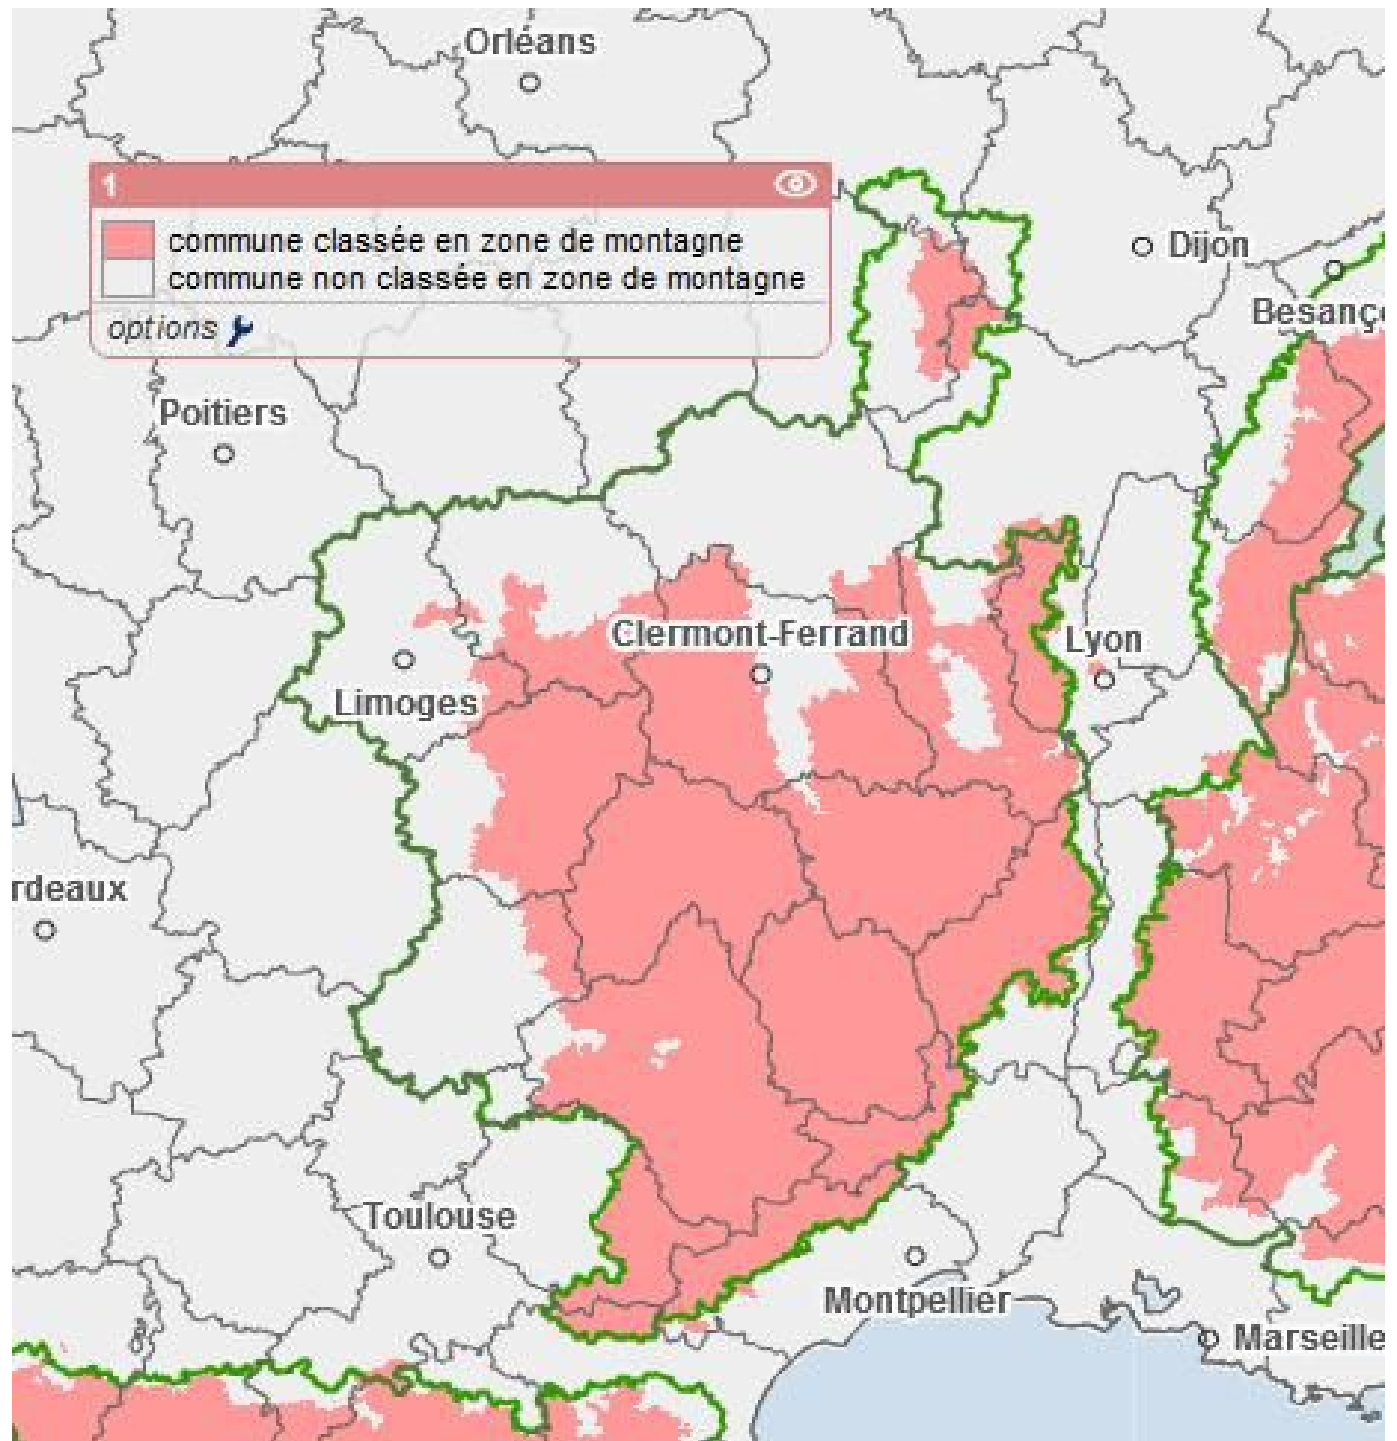 Orléans
1
commune classée en zone de montagne
commune non classée en zone de montagne
options
Dijon
Besanç
Poitiers
Clermont-Ferrand
Lyon
Limoges
rdeaux
Toulouse
Montpellier
Marseille